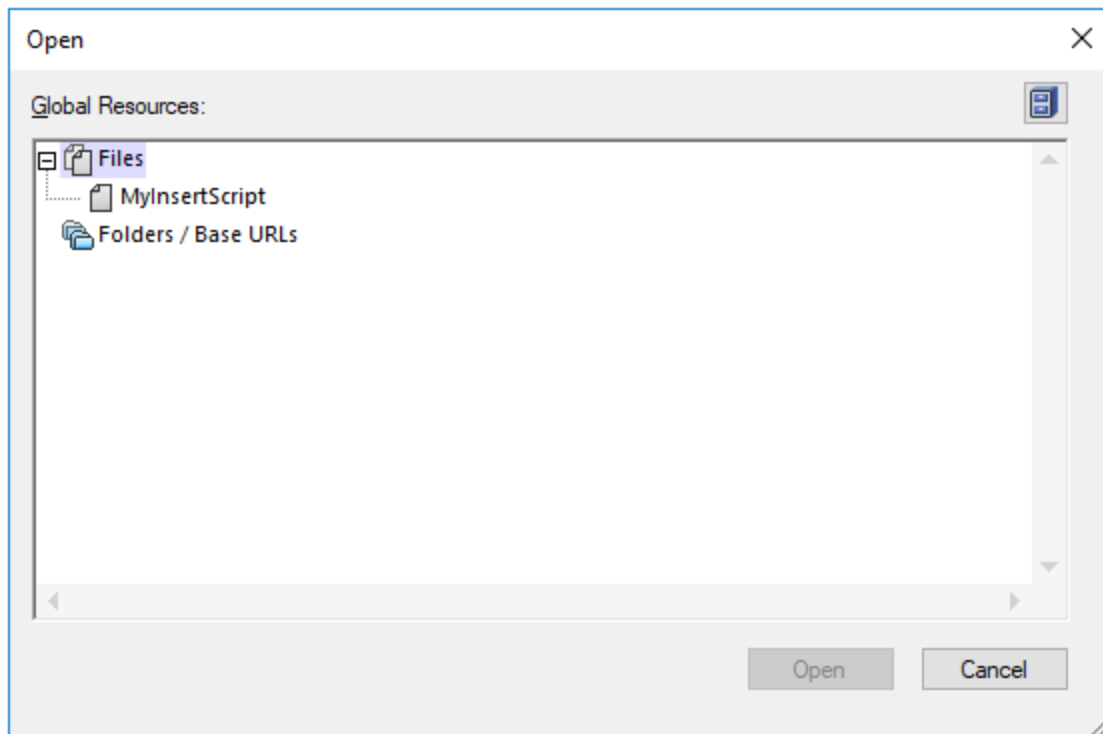 Open
Global Resources:
Files
MyInsertScript
Folders / Base URLs
Open
Cancel